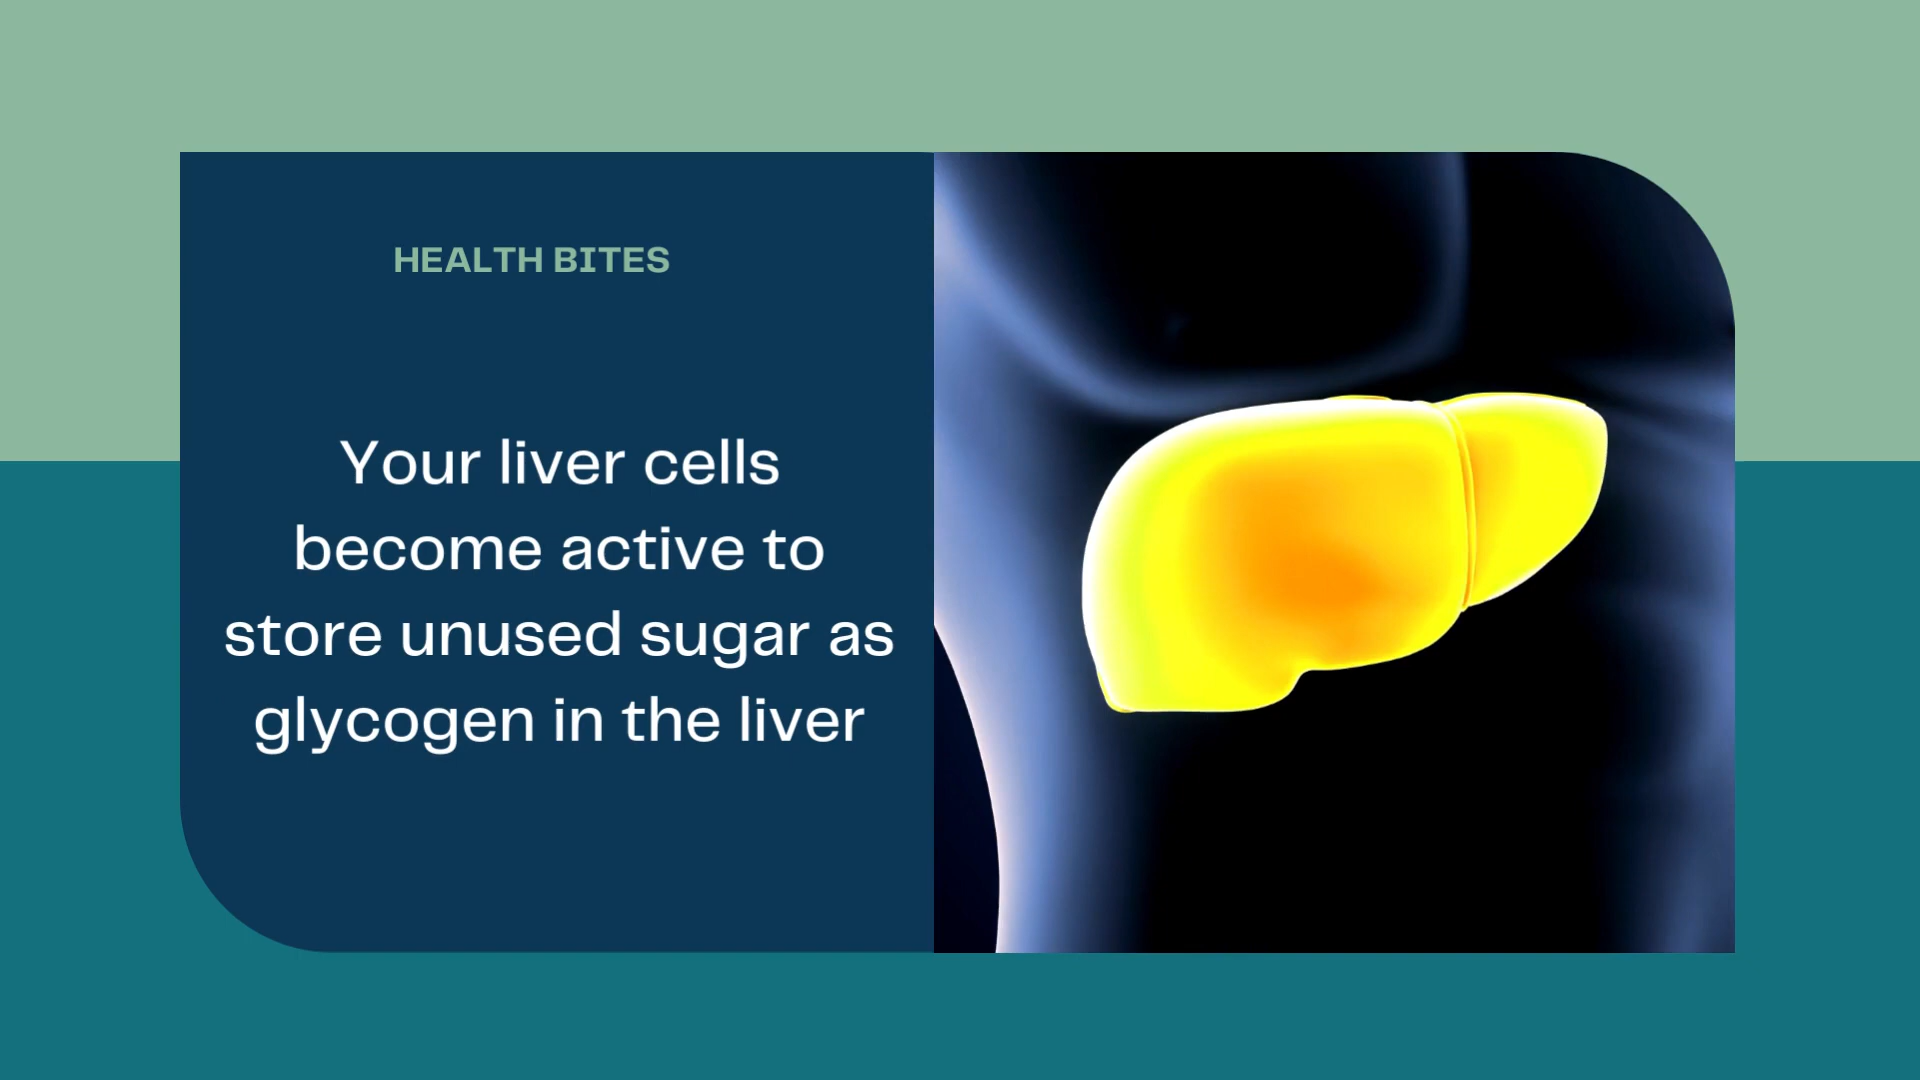 HEALTH BITES
Your liver cells
become active to
store unused sugar as
glycogen in the liver